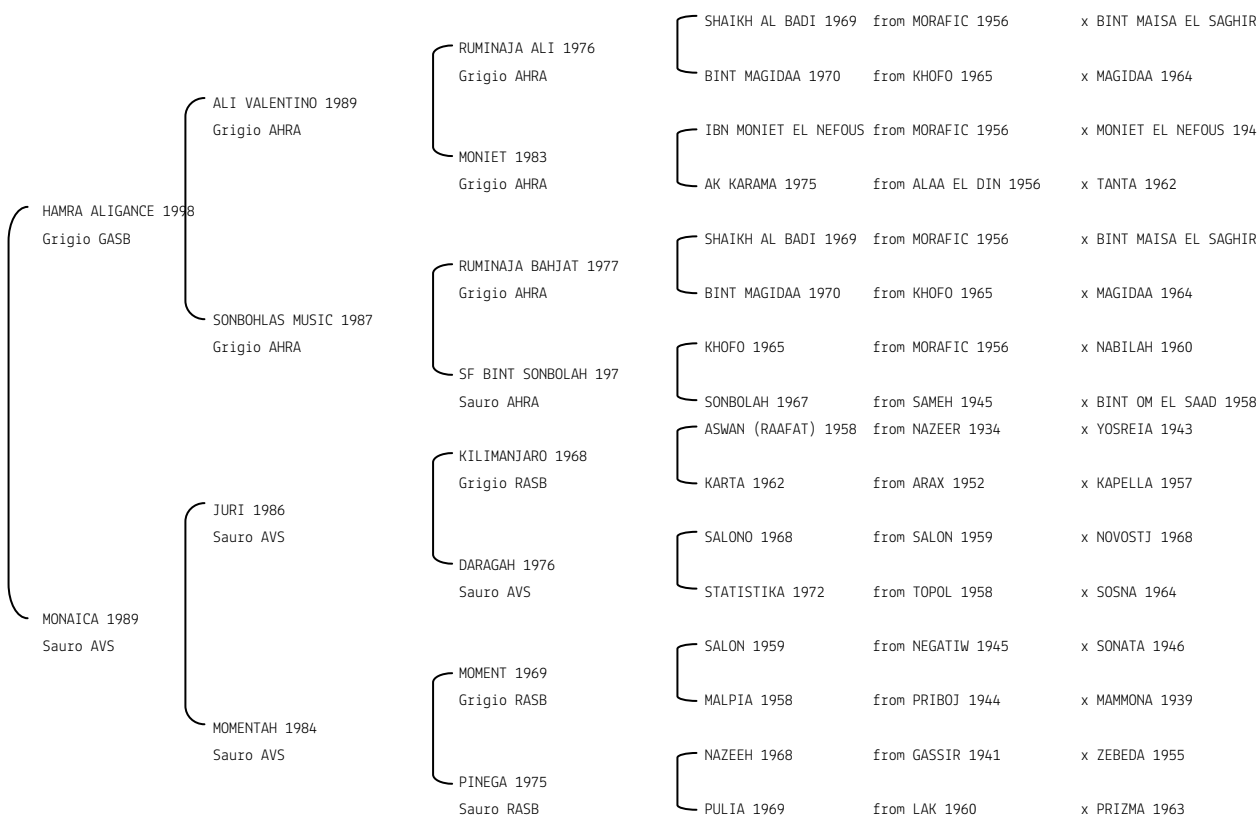 SHAIKH AL BADI 1969 from MORAFIC 1956 x BINT MAISA EL SAGHIR
RUMINAJA ALI 1976
Grigio AHRA BINT MAGIDAA 1970 from KHOFO 1965 x MAGIDAA 1964
ALI VALENTINO 1989
Grigio AHRA IBN MONIET EL NEFOUS from MORAFIC 1956 x MONIET EL NEFOUS 194
MONIET 1983
Grigio AHRA AK KARAMA 1975 from ALAA EL DIN 1956 x TANTA 1962
HAMRA ALIGANCE 1998
Grigio GASB SHAIKH AL BADI 1969 from MORAFIC 1956 x BINT MAISA EL SAGHIR
RUMINAJA BAHJAT 1977
Grigio AHRA BINT MAGIDAA 1970 from KHOFO 1965 x MAGIDAA 1964
SONBOHLAS MUSIC 1987
Grigio AHRA KHOFO 1965 from MORAFIC 1956 x NABILAH 1960
SF BINT SONBOLAH 197
Sauro AHRA SONBOLAH 1967 from SAMEH 1945 x BINT OM EL SAAD 1958
ASWAN (RAAFAT) 1958 from NAZEER 1934 x YOSREIA 1943
KILIMANJARO 1968
Grigio RASB KARTA 1962 from ARAX 1952 x KAPELLA 1957
JURI 1986
Sauro AVS SALONO 1968 from SALON 1959 x NOVOSTJ 1968
DARAGAH 1976
Sauro AVS STATISTIKA 1972 from TOPOL 1958 x SOSNA 1964
MONAICA 1989
Sauro AVS SALON 1959 from NEGATIW 1945 x SONATA 1946
MOMENT 1969
Grigio RASB MALPIA 1958 from PRIBOJ 1944 x MAMMONA 1939
MOMENTAH 1984
Sauro AVS NAZEEH 1968 from GASSIR 1941 x ZEBEDA 1955
PINEGA 1975
Sauro RASB PULIA 1969 from LAK 1960 x PRIZMA 1963